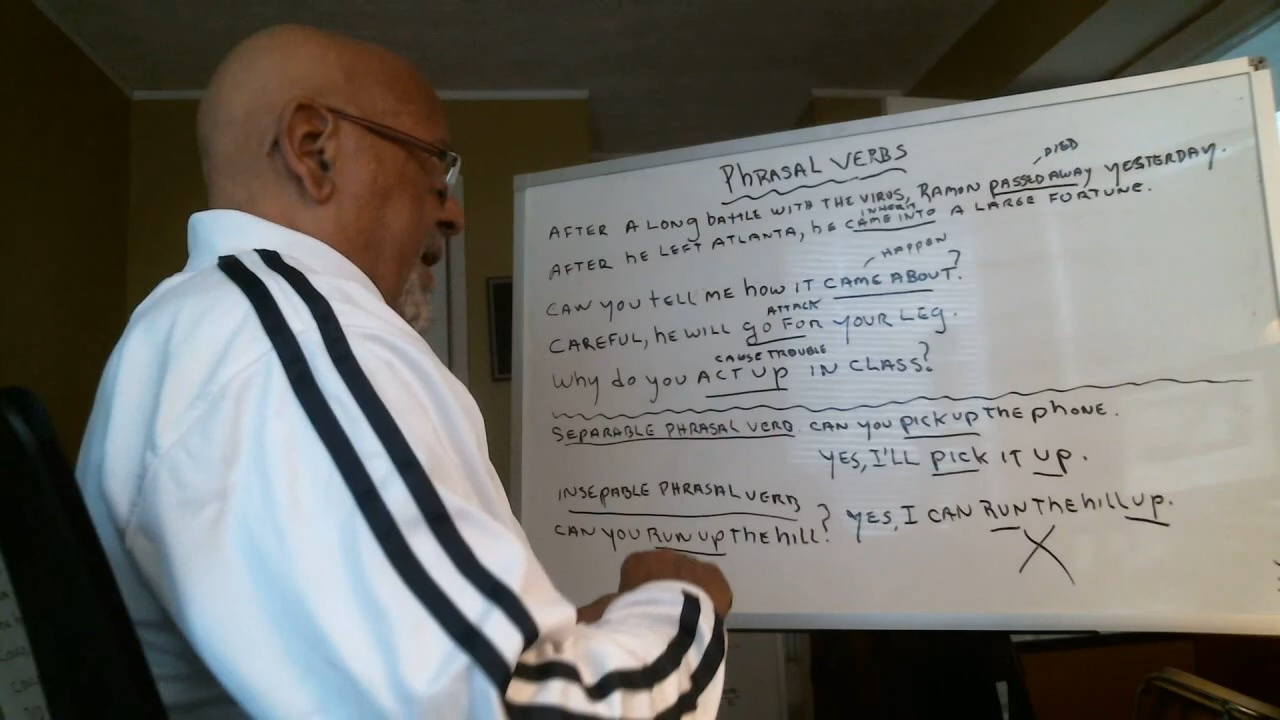 PHRASAL VERBS
DIED
AFTER A LONG BATTLE WITH THE VIRUS, RAMON PASSED AWAY YESTERDAY.
INHERIT
AFTER HE LEFT ATLANTA, HE CAME INTO A LARGE FORTUNE.
HAPPEN
CAN YOU TELL ME HOW IT CAME ABOUT?
ATTACK
CAREFUL, HE WILL GO FOR YOUR LEG.
CAUSE TROUBLE
WHY DO YOU ACT UP IN CLASS?
SEPARABLE PHRASAL VERB CAN YOU PICK UP THE PHONE.
YES, I'LL PICK IT UP.
INSEPABLE PHRASAL VERB
CAN YOU RUN UP THE HILL? YES, I CAN RUN THE HILL UP.
X